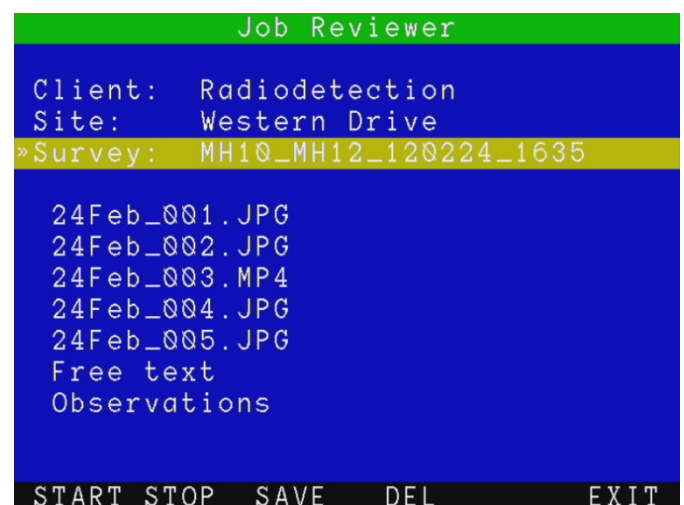 Job Reviewer
Client: Radiodetection
Site: Western Drive
»Survey: MH10_MH12_120224_1635
24Feb_001.JPG
24Feb_002.JPG
24Feb_003.MP4
24Feb_004.JPG
24Feb_005.JPG
Free text
Observations
START STOP SAVE DEL EXIT